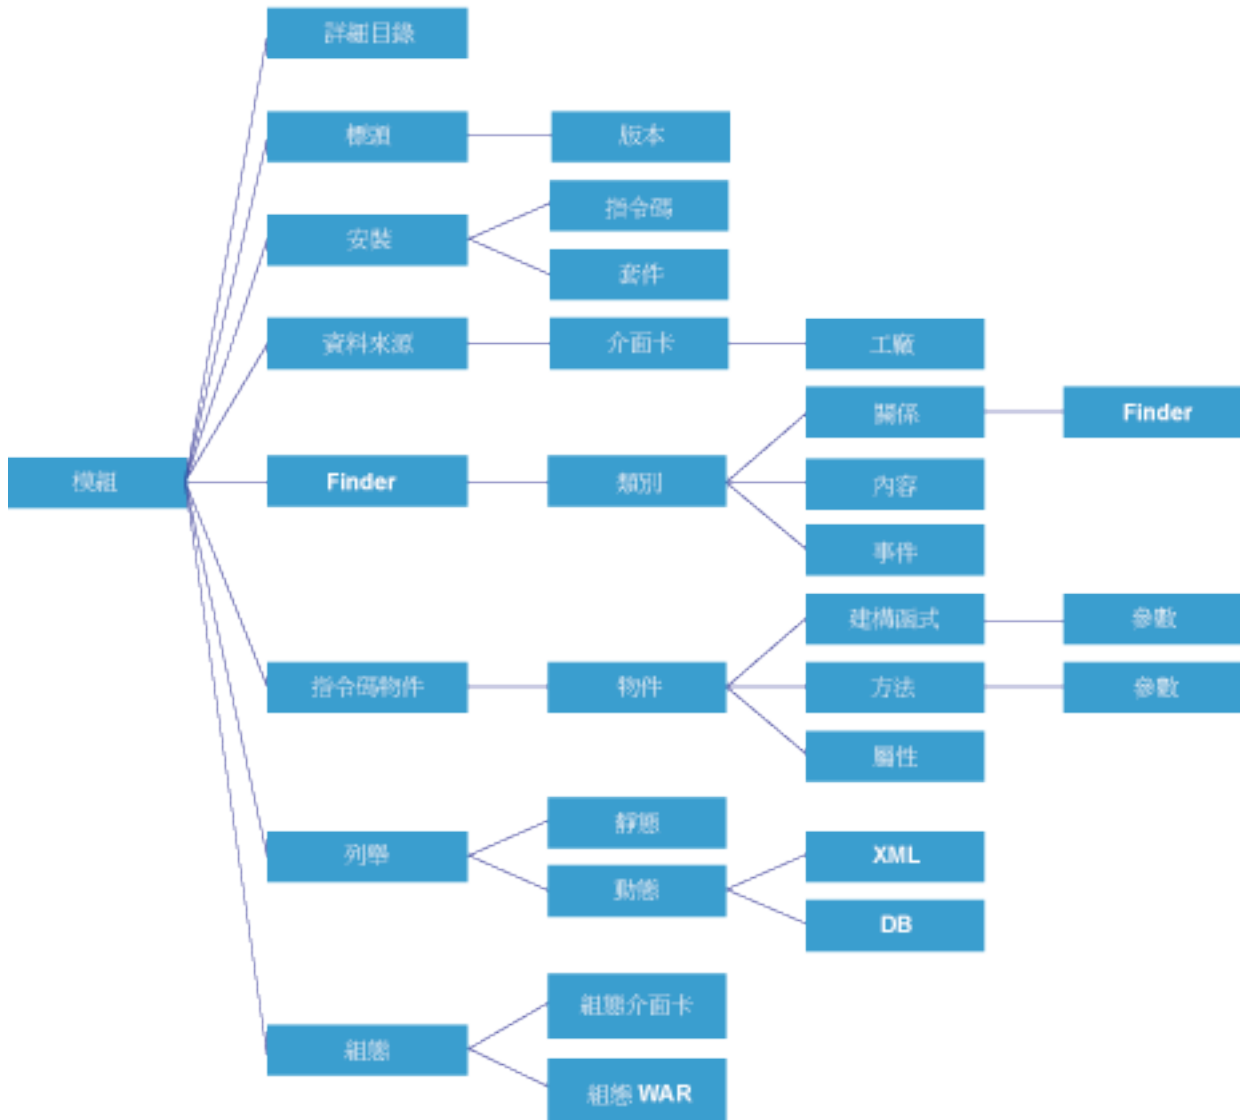 詳細目錄
標頭
版本
安裝
指令碼
套件
資料來源
介面卡
工廠
模組
Finder
類別
關係
Finder
內容
事件
指令碼物件
物件
建構函式
參數
方法
參數
屬性
列舉
靜態
動態
XML
DB
組態
組態介面卡
組態 WAR